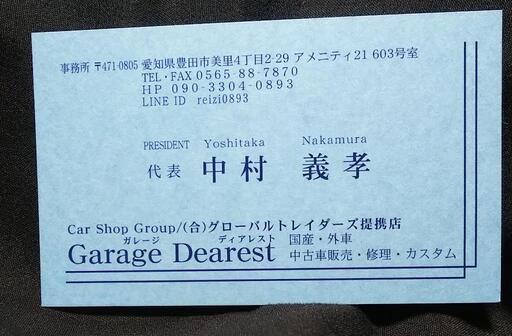 事務所 〒471-0805 愛知県豊田市美里4丁目2-29 アメニティ21 603号室
TEL・FAX 0565-88-7870
HP 090-3304-0893
LINE ID reizi0893
PRESIDENT Yoshitaka Nakamura
代表 中村 義孝
Car Shop Group/(合)グローバルトレイダーズ提携店
ガレージ ディアレスト
Garage Dearest 国産・外車
中古車販売・修理・カスタム